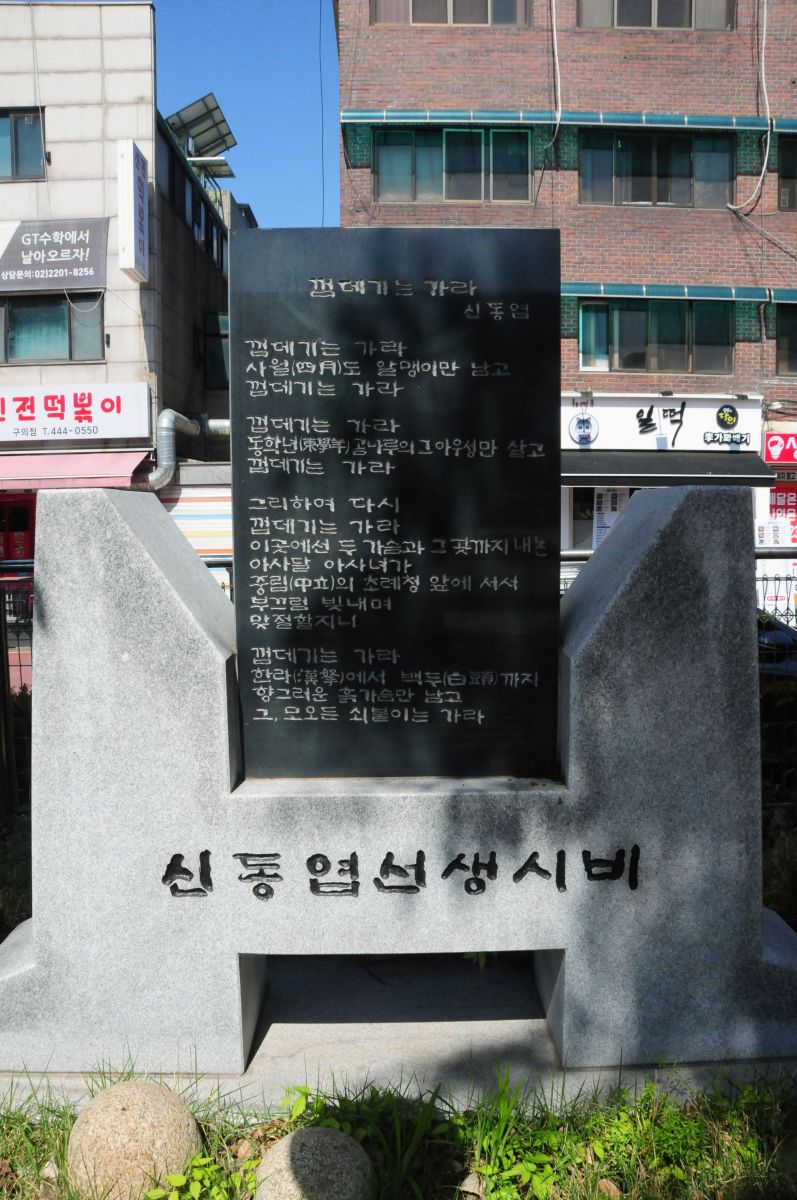 껍데기는 가라
신동엽
껍데기는 가라
사월(四月)도 알맹이만 남고
껍데기는 가라
껍데기는 가라
동학년(東學年) 곰나루의 그 아우성만 살고
껍데기는 가라
그리하여 다시
껍데기는 가라
이곳에선 두 가슴과 그 곳까지 내논
아사달 아사녀가
중립(中立)의 초례청 앞에 서서
부끄럼 빛내며
맞절할지니
껍데기는 가라
한라(漢拏)에서 백두(白頭)까지
향그러운 흙가슴만 남고
그, 모오든 쇠붙이는 가라
신동엽선생시비
GT수학에서
날아오르자!
상담문의:02)2201-8256
전떡볶이
구의점 T.444-0550
일떡